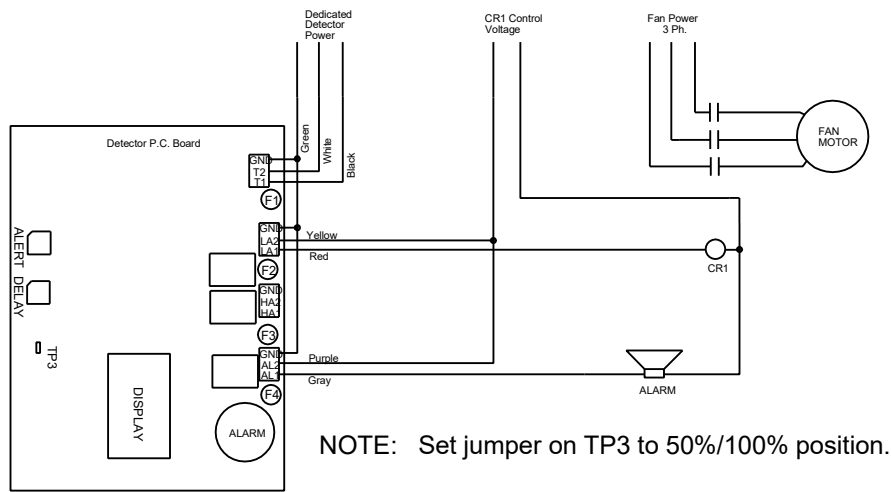 Dedicated
Detector
Power
CR1 Control
Voltage
Fan Power
3 Ph.
Green
White
Black
FAN
MOTOR
Detector P.C. Board
GND
T2
T1
F1
ALERT
GND
LA2
LA1
Yellow
Red
CR1
F2
DELAY
GND
HA2
HA1
F3
TP3
GND
AL2
AL1
Purple
Gray
ALARM
F4
DISPLAY
ALARM
NOTE: Set jumper on TP3 to 50%/100% position.